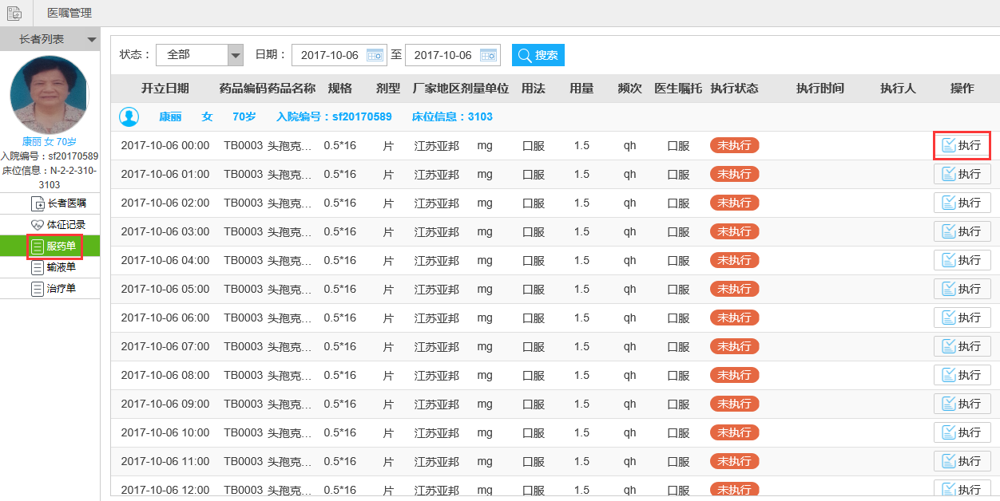 医嘱管理
长者列表
康丽 女 70岁
入院编号：sf20170589
床位信息：N-2-2-310-
3103
长者医嘱
体征记录
服药单
输液单
治疗单
状态： 全部 日期： 2017-10-06 至 2017-10-06 搜索
开立日期 药品编码 药品名称 规格 剂型 厂家地区 剂量单位 用法 用量 频次 医生嘱托 执行状态 执行时间 执行人 操作
康丽 女 70岁 入院编号：sf20170589 床位信息：3103
2017-10-06 00:00 TB0003 头孢克... 0.5*16 片 江苏亚邦 mg 口服 1.5 qh 口服 未执行 执行
2017-10-06 01:00 TB0003 头孢克... 0.5*16 片 江苏亚邦 mg 口服 1.5 qh 口服 未执行 执行
2017-10-06 02:00 TB0003 头孢克... 0.5*16 片 江苏亚邦 mg 口服 1.5 qh 口服 未执行 执行
2017-10-06 03:00 TB0003 头孢克... 0.5*16 片 江苏亚邦 mg 口服 1.5 qh 口服 未执行 执行
2017-10-06 04:00 TB0003 头孢克... 0.5*16 片 江苏亚邦 mg 口服 1.5 qh 口服 未执行 执行
2017-10-06 05:00 TB0003 头孢克... 0.5*16 片 江苏亚邦 mg 口服 1.5 qh 口服 未执行 执行
2017-10-06 06:00 TB0003 头孢克... 0.5*16 片 江苏亚邦 mg 口服 1.5 qh 口服 未执行 执行
2017-10-06 07:00 TB0003 头孢克... 0.5*16 片 江苏亚邦 mg 口服 1.5 qh 口服 未执行 执行
2017-10-06 08:00 TB0003 头孢克... 0.5*16 片 江苏亚邦 mg 口服 1.5 qh 口服 未执行 执行
2017-10-06 09:00 TB0003 头孢克... 0.5*16 片 江苏亚邦 mg 口服 1.5 qh 口服 未执行 执行
2017-10-06 10:00 TB0003 头孢克... 0.5*16 片 江苏亚邦 mg 口服 1.5 qh 口服 未执行 执行
2017-10-06 11:00 TB0003 头孢克... 0.5*16 片 江苏亚邦 mg 口服 1.5 qh 口服 未执行 执行
2017-10-06 12:00 TB0003 头孢克... 0.5*16 片 江苏亚邦 mg 口服 1.5 qh 口服 未执行 执行